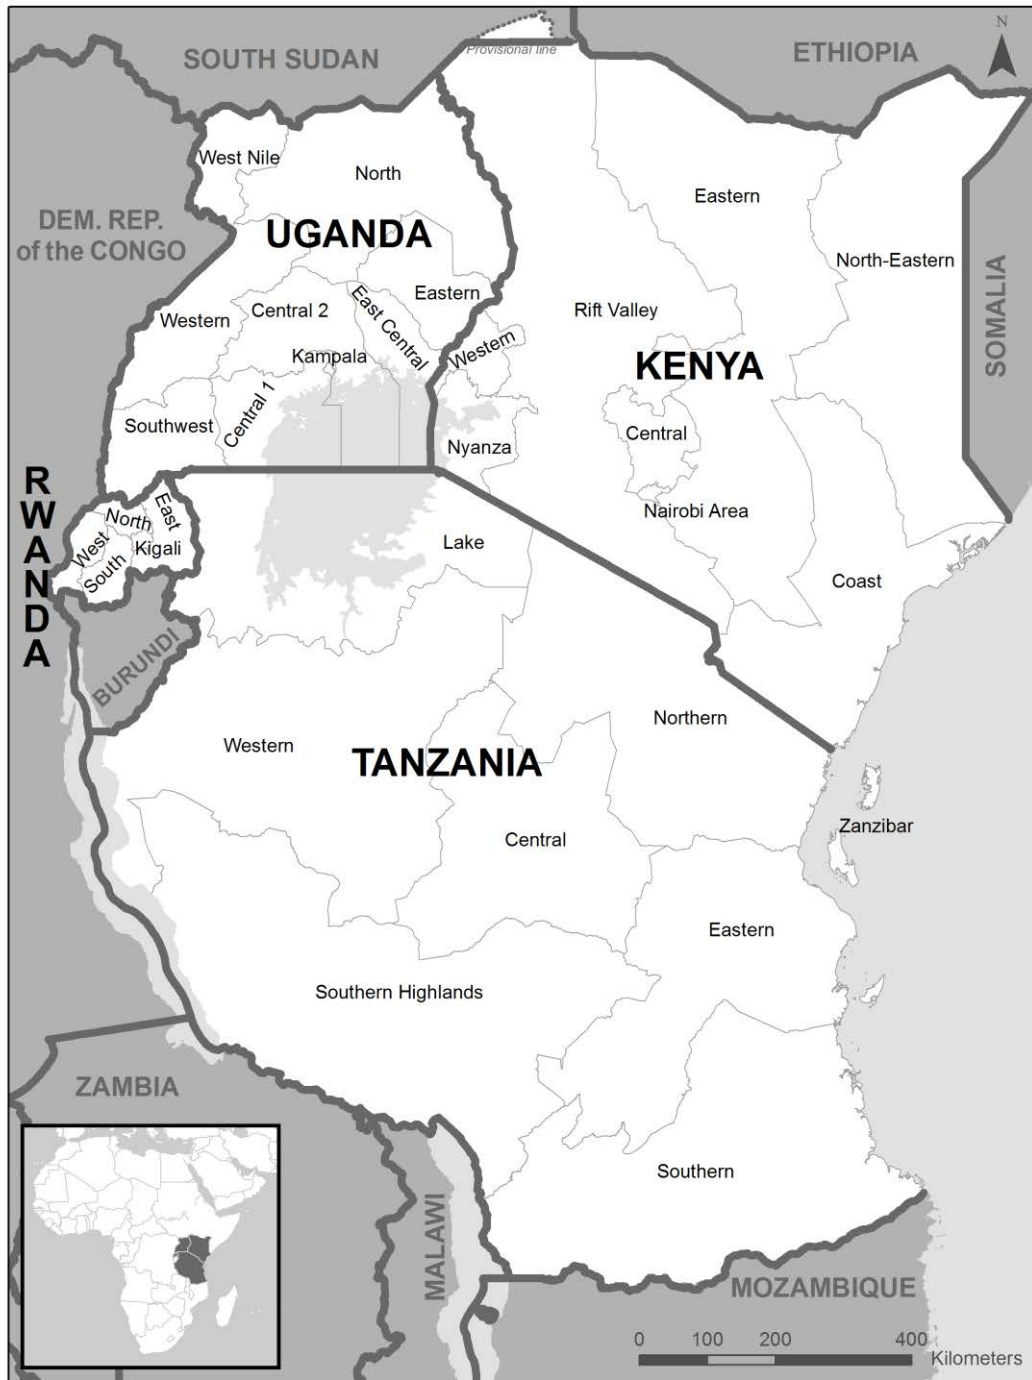 N
SOUTH SUDAN
Provisional line
ETHIOPIA
West Nile
North
Eastern
DEM. REP.
of the CONGO
UGANDA
North-Eastern
SOMALIA
Western
Central 2
East Central
Eastern
Rift Valley
Western
KENYA
Kampala
Central 1
Southwest
Nyanza
Central
Nairobi Area
Coast
RWANDA
North
East
West
South
Kigali
Lake
BURUNDI
Northern
Western
TANZANIA
Central
Zanzibar
Eastern
Southern Highlands
ZAMBIA
Southern
MALAWI
MOZAMBIQUE
0 100 200 400
Kilometers